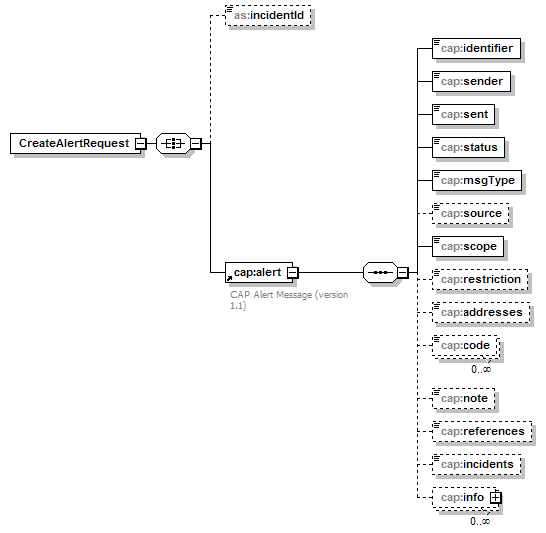 as:incidentId
cap:identifier
cap:sender
cap:sent
CreateAlertRequest
cap:status
cap:msgType
cap:source
cap:scope
cap:alert
CAP Alert Message (version
1.1)
cap:restriction
cap:addresses
cap:code
0..∞
cap:note
cap:references
cap:incidents
cap:info
0..∞